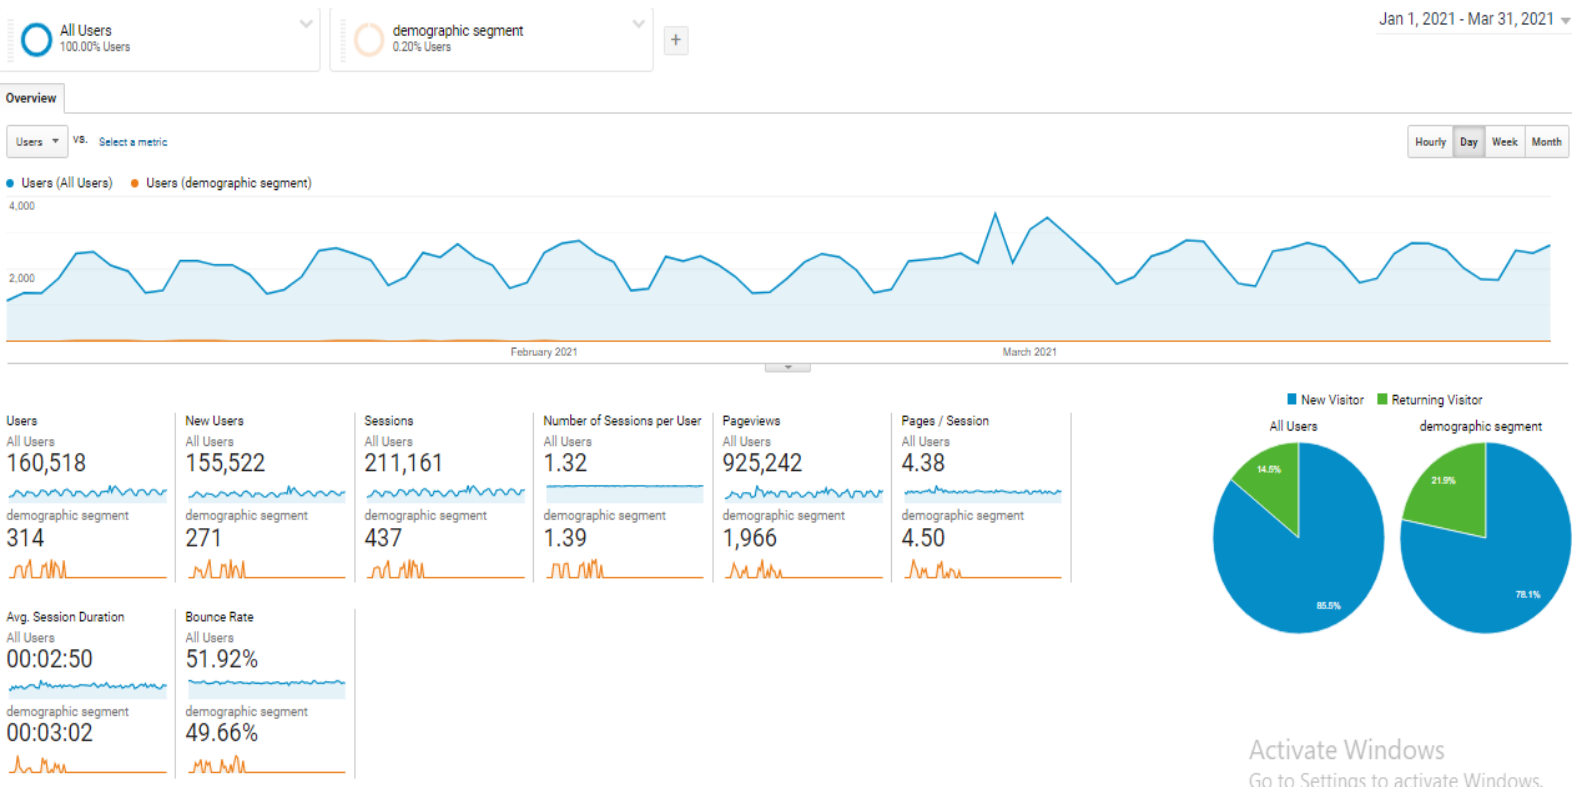 All Users
100.00% Users
demographic segment
0.20% Users
+
Jan 1, 2021 - Mar 31, 2021
Overview
Users VS. Select a metric
Hourly Day Week Month
Users (All Users) Users (demographic segment)
4,000
2,000
February 2021 March 2021
New Visitor Returning Visitor
All Users demographic segment
14.5% 21.9%
85.5% 78.1%
Users
All Users
160,518
demographic segment
314
New Users
All Users
155,522
demographic segment
271
Sessions
All Users
211,161
demographic segment
437
Number of Sessions per User
All Users
1.32
demographic segment
1.39
Pageviews
All Users
925,242
demographic segment
1,966
Pages / Session
All Users
4.38
demographic segment
4.50
Avg. Session Duration
All Users
00:02:50
demographic segment
00:03:02
Bounce Rate
All Users
51.92%
demographic segment
49.66%
Activate Windows
Go to Settings to activate Windows.